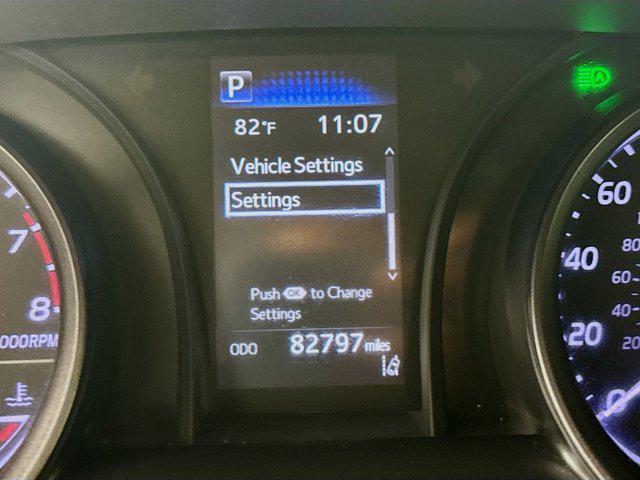 P
82°F 11:07
Vehicle Settings
Settings
Push OK to Change
Settings
ODO 82797 miles
7
8
000RPM
60
40
20
0
80
60
40
20
A